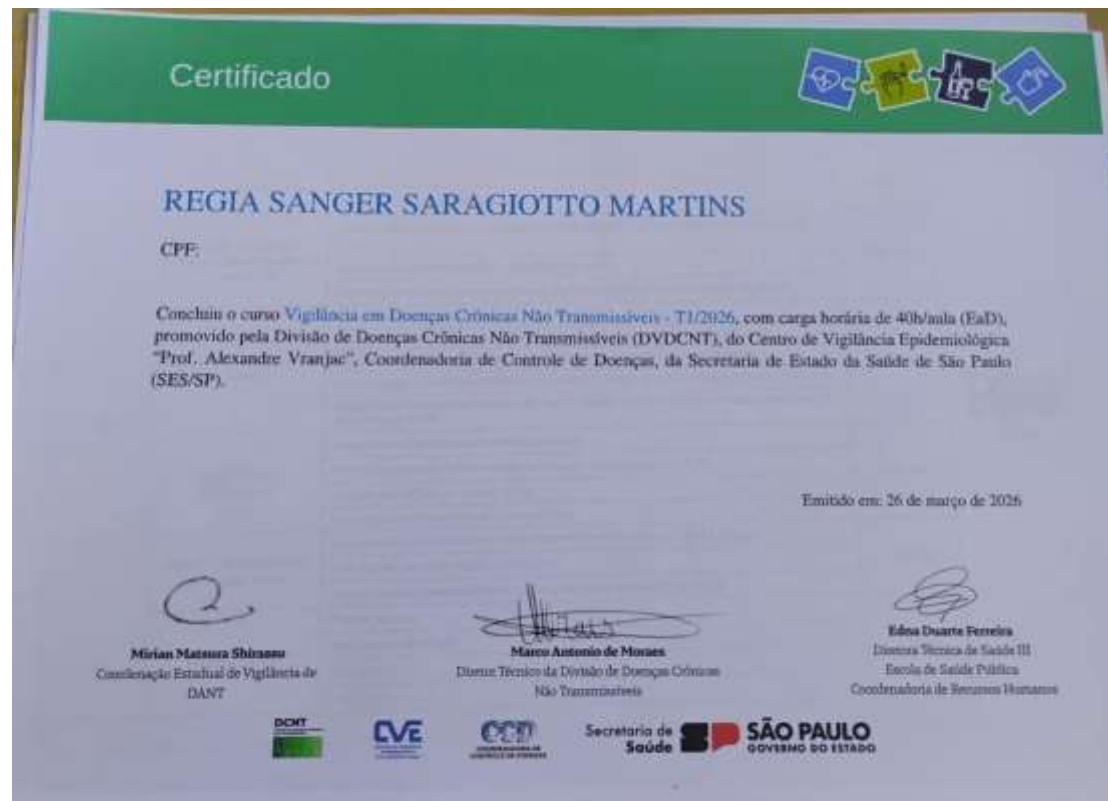 Certificado
REGIA SANGER SARAGIOTTO MARTINS
CPF:
Concluiu o curso Vigilância em Doenças Crônicas Não Transmissíveis - T1/2026, com carga horária de 40h/aula (EaD),
promovido pela Divisão de Doenças Crônicas Não Transmissíveis (DVDCNT), do Centro de Vigilância Epidemiológica
"Prof. Alexandre Vranjac", Coordenadoria de Controle de Doenças, da Secretaria de Estado da Saúde de São Paulo
(SES/SP).
Emitido em: 26 de março de 2026
Mirian Matsura Shirassu
Coordenação Estadual de Vigilância de
DANT
Marco Antonio de Moraes
Diretor Técnico da Divisão de Doenças Crônicas
Não Transmissíveis
Edna Duarte Ferreira
Diretora Técnica de Saúde III
Escola de Saúde Pública
Coordenadoria de Recursos Humanos
DCNT
CVE
CCD
COORDENADORIA DE
CONTROLE DE DOENÇAS
Secretaria de
Saúde
SP
SÃO PAULO
GOVERNO DO ESTADO